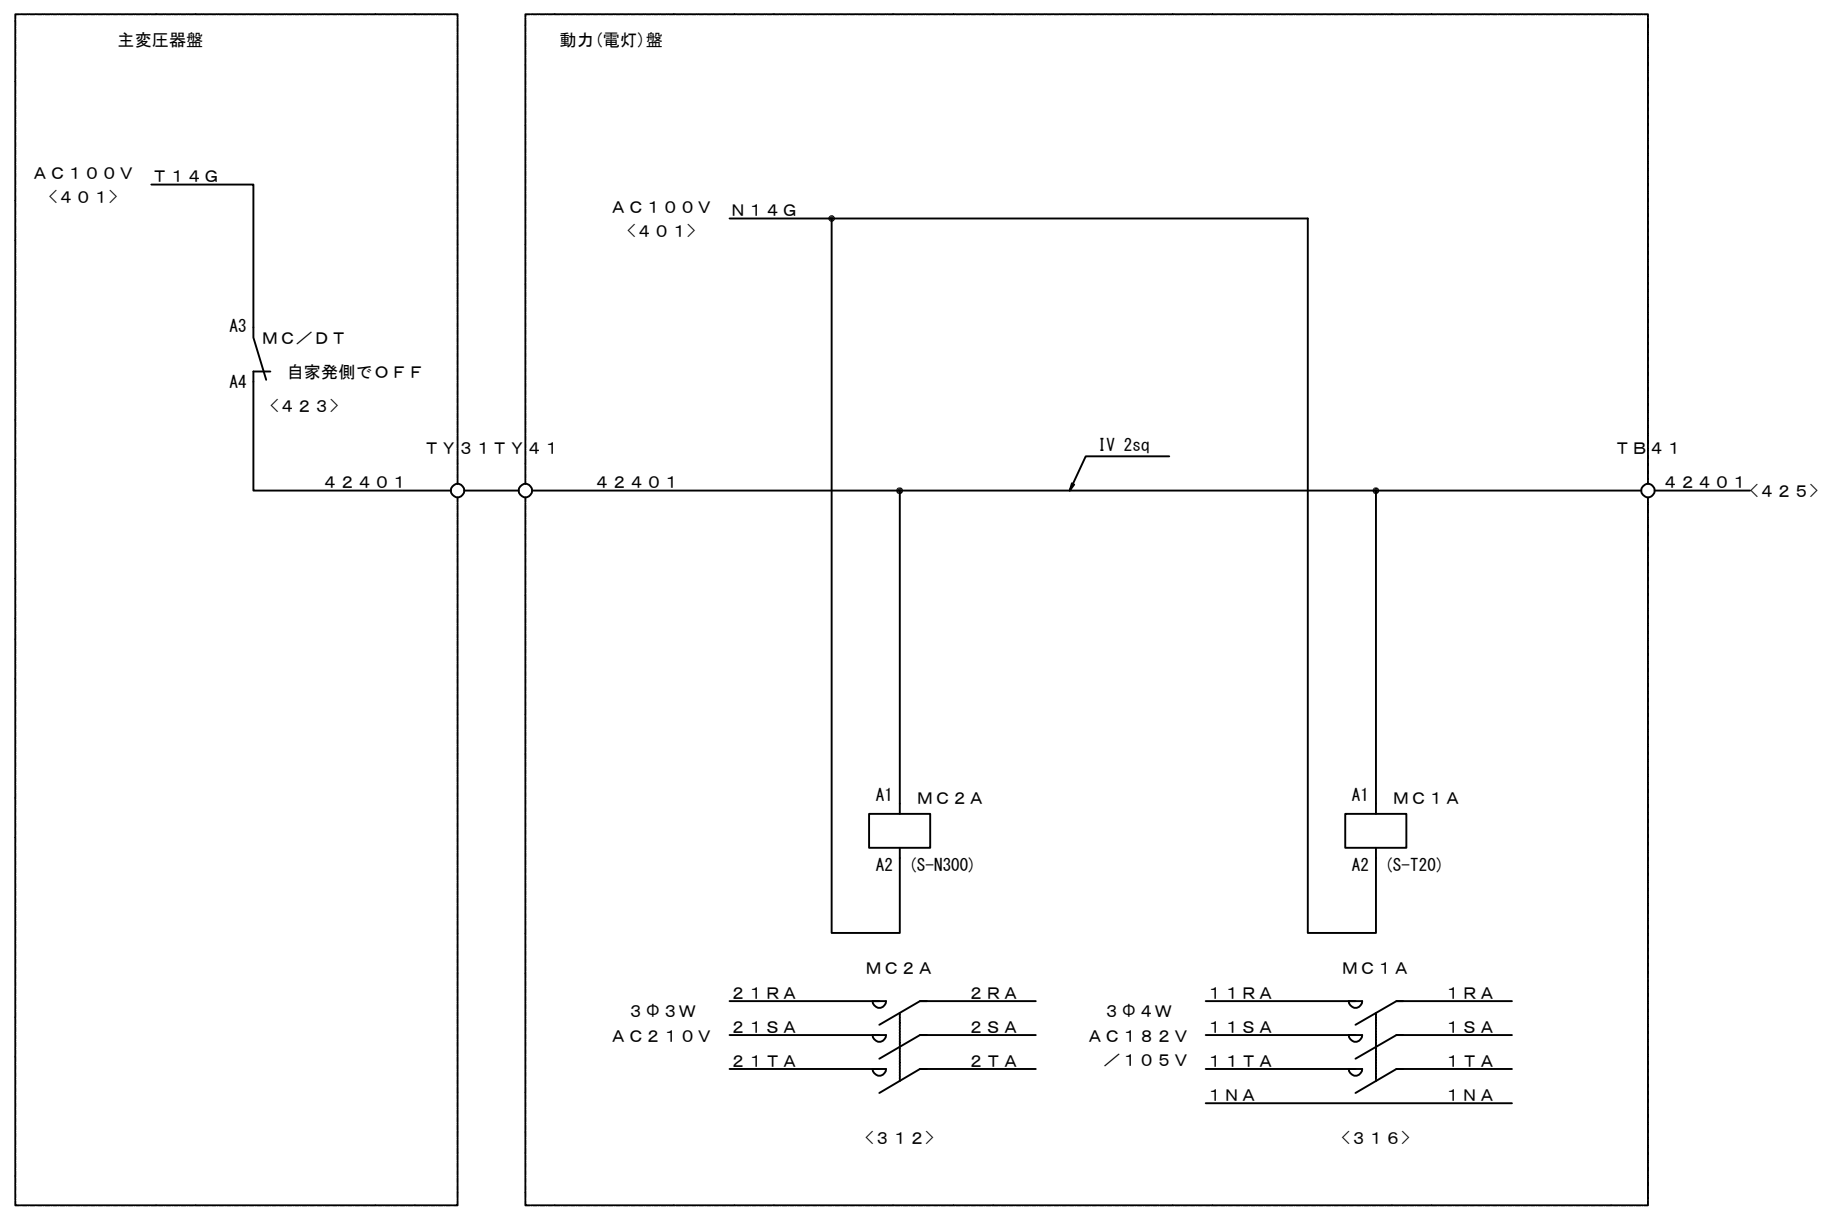 主変圧器盤
動力(電灯)盤
AC100V
<401>
T14G
AC100V
<401>
N14G
A3
MC/DT
A4
自家発側でOFF
<423>
TY31
TY41
IV 2sq
TB41
42401
42401
42401
<425>
A1
MC2A
A2
(S-N300)
A1
MC1A
A2
(S-T20)
MC2A
3Φ3W
AC210V
21RA
2RA
21SA
2SA
21TA
2TA
<312>
MC1A
3Φ4W
AC182V
/105V
11RA
1RA
11SA
1SA
11TA
1TA
1NA
1NA
<316>